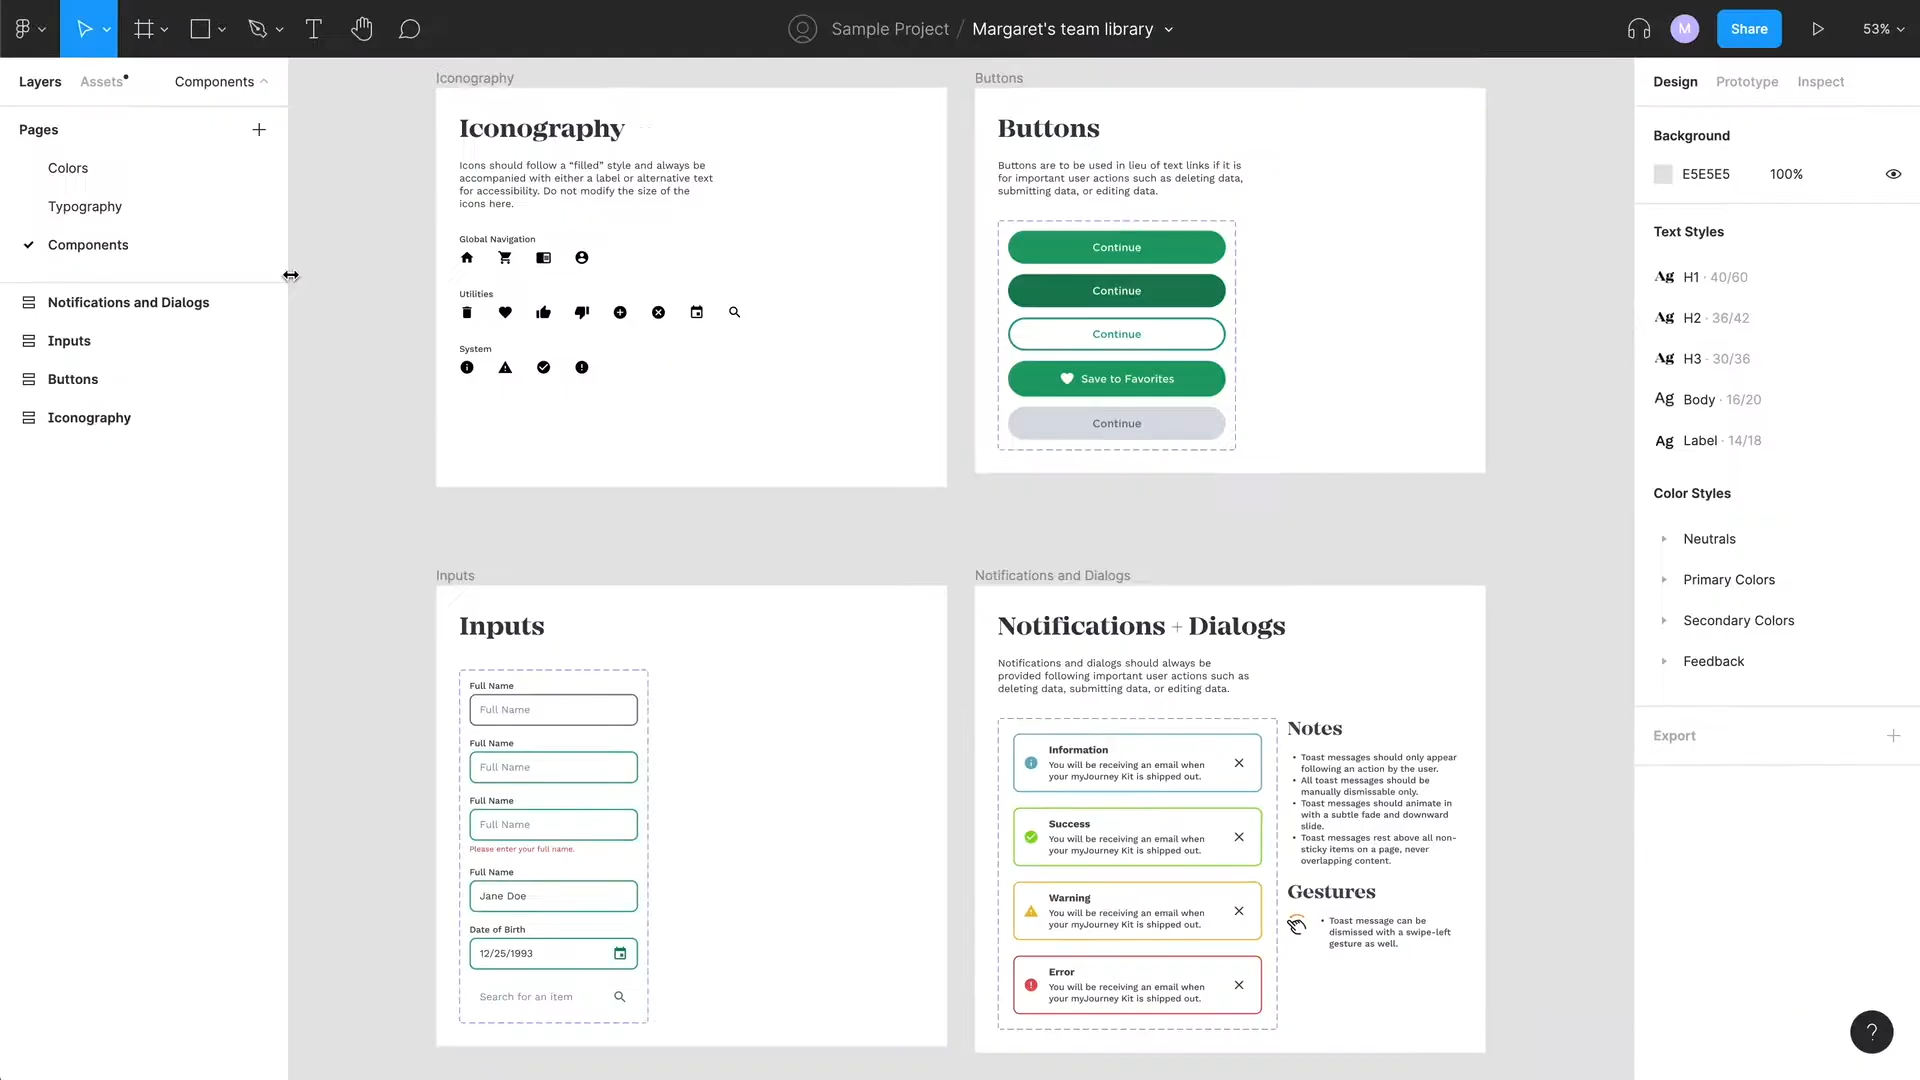 Sample Project / Margaret's team library
M
Share
53%
Layers
Assets
Components
Pages
Colors
Typography
Components
Notifications and Dialogs
Inputs
Buttons
Iconography
Iconography
Iconography
Icons should follow a “filled” style and always be
accompanied with either a label or alternative text
for accessibility. Do not modify the size of the
icons here.
Global Navigation
Utilities
System
Buttons
Buttons
Buttons are to be used in lieu of text links if it is
for important user actions such as deleting data,
submitting data, or editing data.
Continue
Continue
Continue
Save to Favorites
Continue
Inputs
Inputs
Full Name
Full Name
Full Name
Full Name
Full Name
Full Name
Please enter your full name.
Full Name
Jane Doe
Date of Birth
12/25/1993
Search for an item
Notifications and Dialogs
Notifications + Dialogs
Notifications and dialogs should always be
provided following important user actions such as
deleting data, submitting data, or editing data.
Information
You will be receiving an email when
your myJourney Kit is shipped out.
Success
You will be receiving an email when
your myJourney Kit is shipped out.
Warning
You will be receiving an email when
your myJourney Kit is shipped out.
Error
You will be receiving an email when
your myJourney Kit is shipped out.
Notes
• Toast messages should only appear
following an action by the user.
• All toast messages should be
manually dismissable only.
• Toast messages should animate in
with a subtle fade and downward
slide.
• Toast messages rest above all non-
sticky items on a page, never
overlapping content.
Gestures
• Toast message can be
dismissed with a swipe-left
gesture as well.
Design
Prototype
Inspect
Background
E5E5E5
100%
Text Styles
Ag H1 · 40/60
Ag H2 · 36/42
Ag H3 · 30/36
Ag Body · 16/20
Ag Label · 14/18
Color Styles
Neutrals
Primary Colors
Secondary Colors
Feedback
Export
?